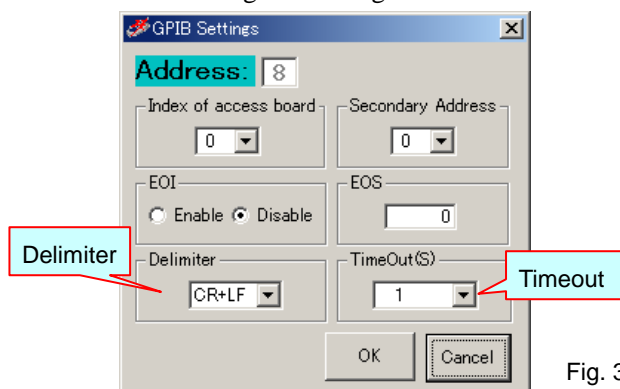 GPIB Settings
Address: 8
Index of access board Secondary Address
0 0
EOI EOS
Enable Disable 0
Delimiter Delimiter TimeOut(S) Timeout
CR+LF 1
OK Cancel
Fig. 3